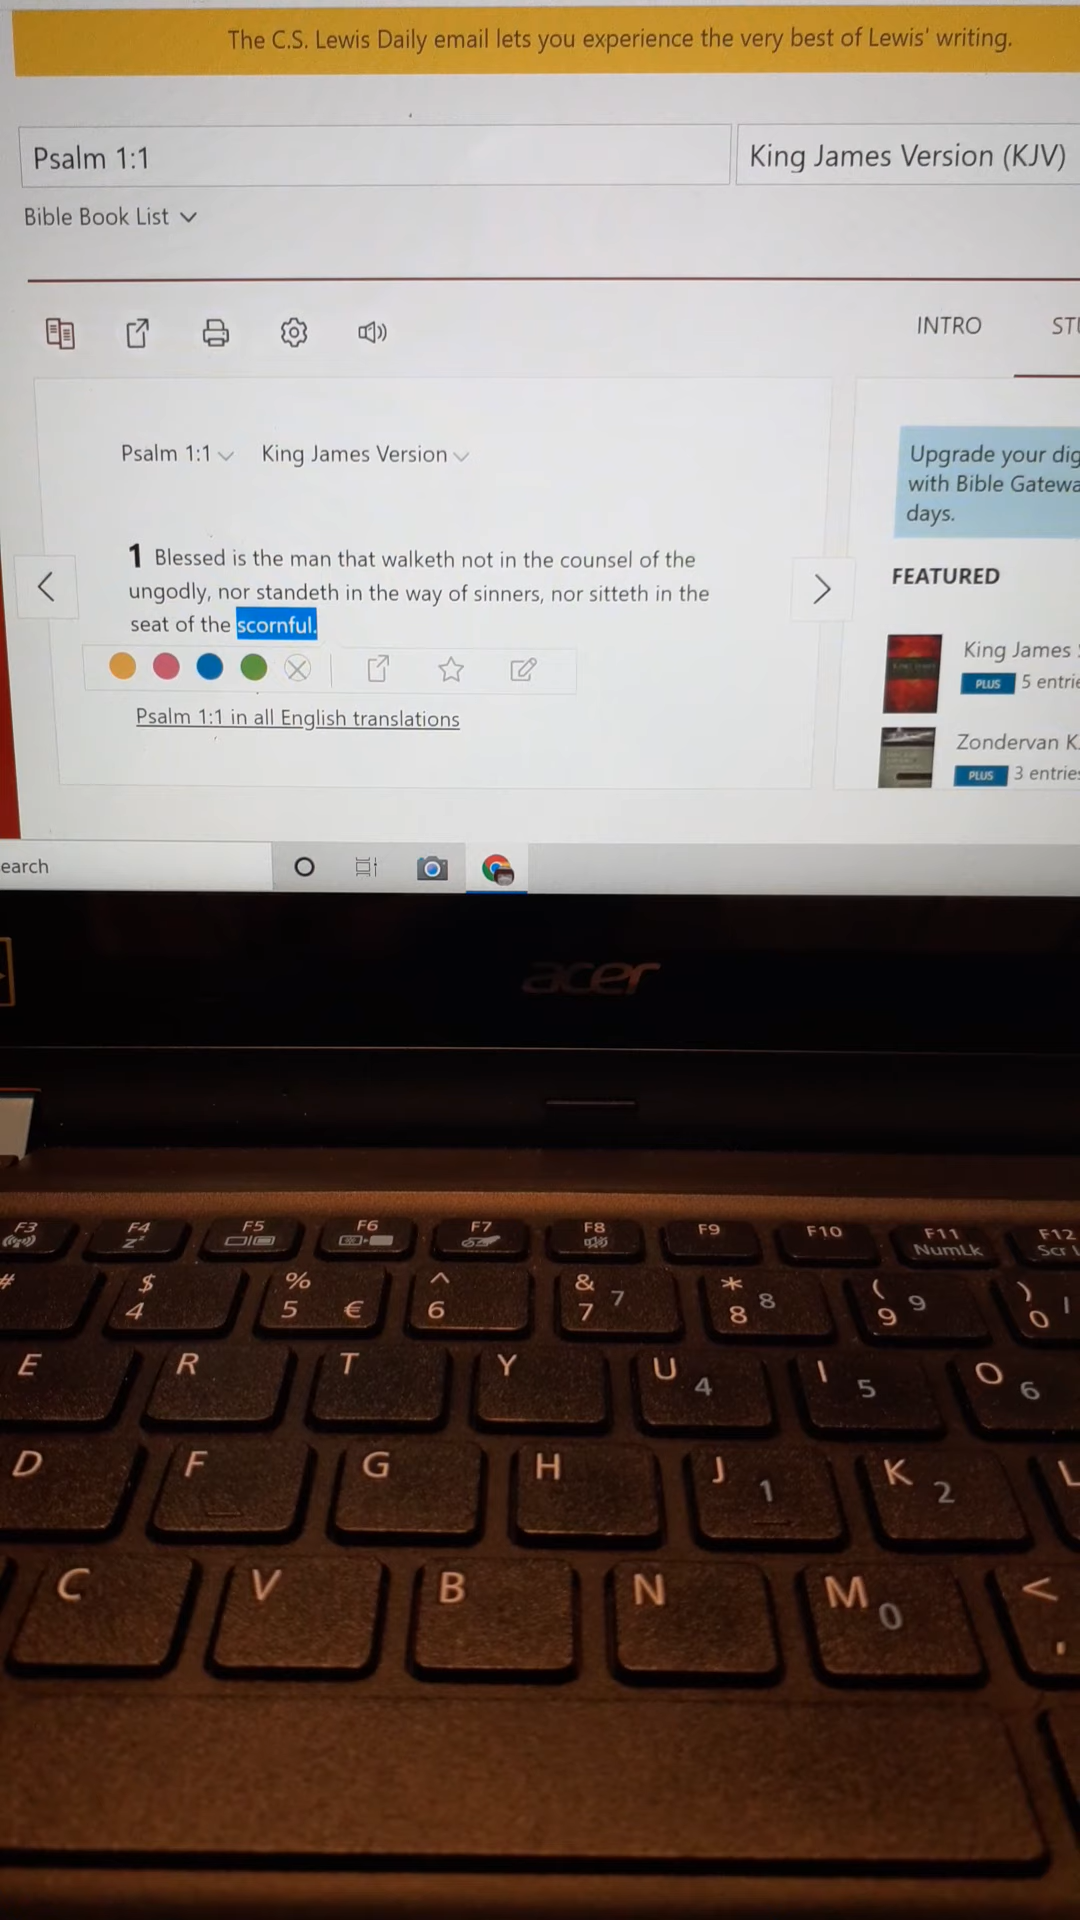 The C.S. Lewis Daily email lets you experience the very best of Lewis' writing.
Psalm 1:1
King James Version (KJV)
Bible Book List
INTRO
Psalm 1:1
King James Version
Upgrade your
with Bible
days.
1 Blessed is the man that walketh not in the counsel of the
ungodly, nor standeth in the way of sinners, nor sitteth in the
seat of the scornful.
Psalm 1:1 in all English translations
FEATURED
King James
PLUS 5
Zondervan
PLUS 3
earch
acer
F3 F4 F5 F6 F7 F8 F9 F10 F11 F12
Zz NumLk Scr
# $ % ^ & * ( )
4 5 € 6 7 7 8 8 9 9 0
E R T Y U 4 I 5 O 6
D F G H J 1 K 2 L
C V B N M 0 <
,